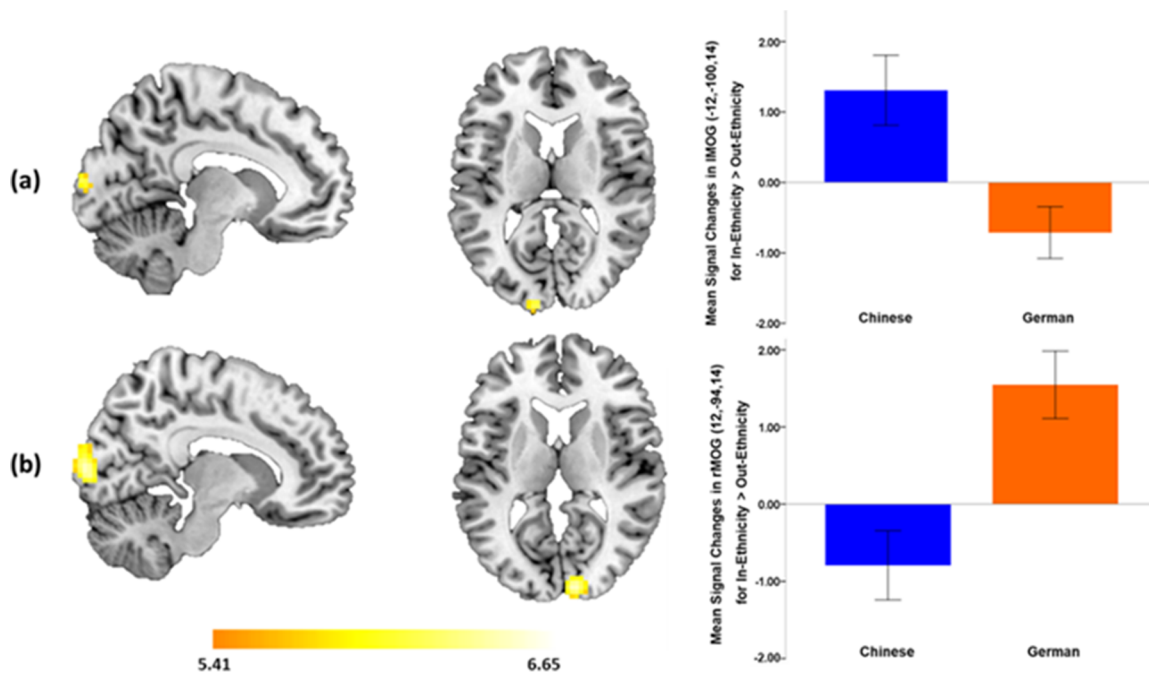 (a)
Mean Signal Changes in lMOG (-12,-100,14)
for In-Ethnicity > Out-Ethnicity
2.00
1.00
0.00
-1.00
-2.00
Chinese German
(b)
Mean Signal Changes in rMOG (12,-94,14)
for In-Ethnicity > Out-Ethnicity
2.00
1.00
0.00
-1.00
-2.00
Chinese German
5.41 6.65